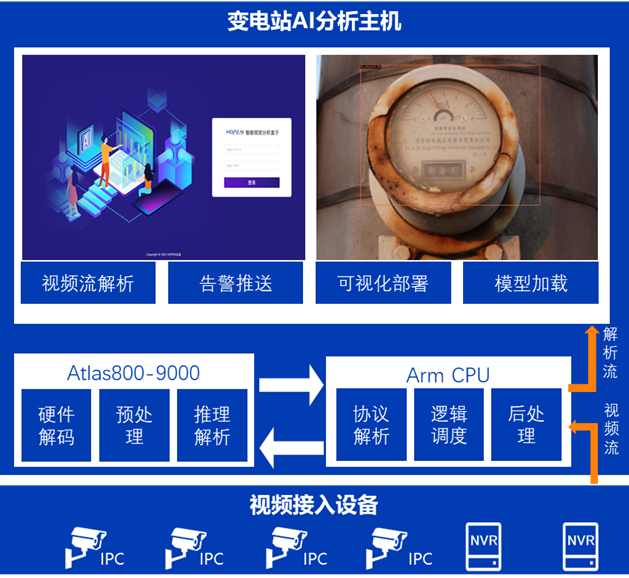 变电站AI分析主机
智能视觉分析盒子
登录
视频流解析
告警推送
可视化部署
模型加载
解析流
Atlas800-9000
硬件解码
预处理
推理解析
Arm CPU
协议解析
逻辑调度
后处理
视频流
视频接入设备
IPC
IPC
IPC
IPC
NVR
NVR